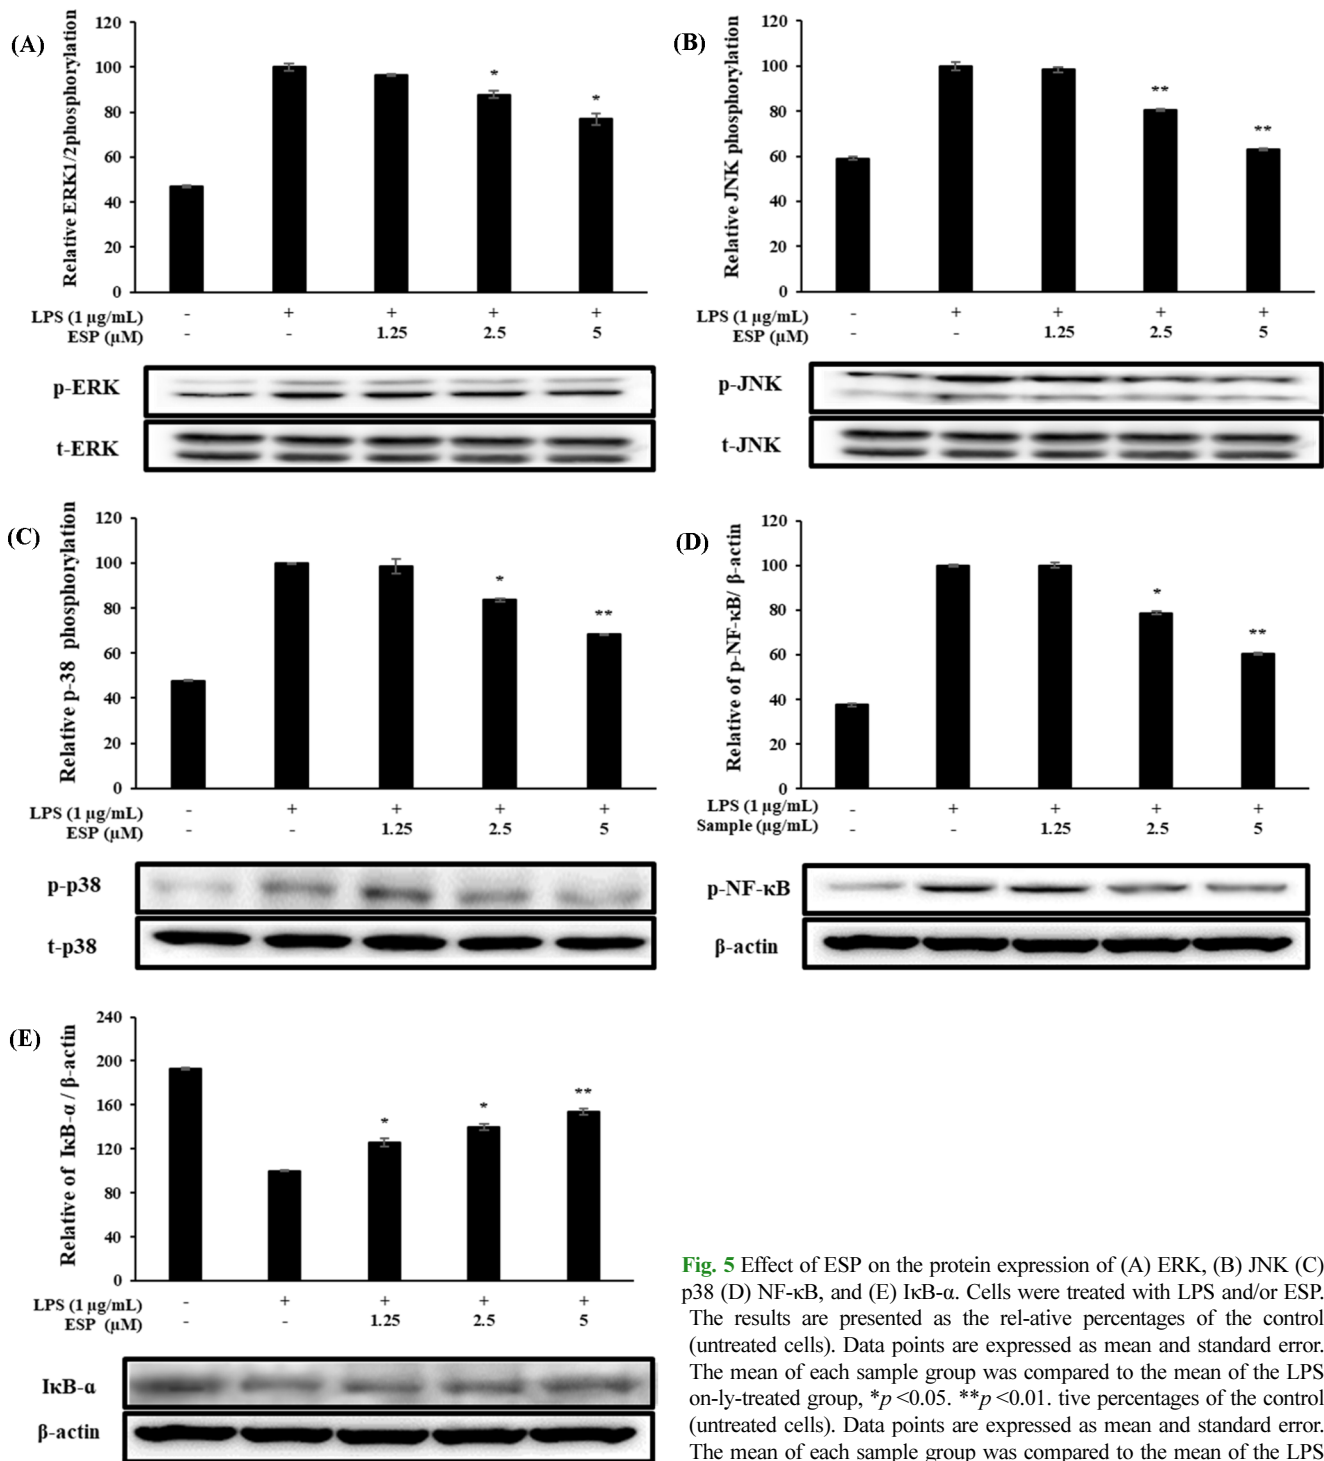 (A)
Relative ERK1/2phosphorylation
120
100
80
60
40
20
0
*
*
LPS (1 µg/mL) - + + + +
ESP (µM) - - 1.25 2.5 5
p-ERK
t-ERK
(B)
Relative JNK phosphorylation
120
100
80
60
40
20
0
**
**
LPS (1 µg/mL) - + + + +
ESP (µM) - - 1.25 2.5 5
p-JNK
t-JNK
(C)
Relative p-38 phosphorylation
120
100
80
60
40
20
0
*
**
LPS (1 µg/mL) - + + + +
ESP (µM) - - 1.25 2.5 5
p-p38
t-p38
(D)
Relative of p-NF-κB/ β-actin
120
100
80
60
40
20
0
*
**
LPS (1 µg/mL) - + + + +
Sample (µg/mL) - - 1.25 2.5 5
p-NF-κB
β-actin
(E)
Relative of IκB-α / β-actin
240
200
160
120
80
40
0
*
*
**
LPS (1 µg/mL) - + + + +
ESP (µM) - - 1.25 2.5 5
IκB-α
β-actin
Fig. 5 Effect of ESP on the protein expression of (A) ERK, (B) JNK (C)
p38 (D) NF-κB, and (E) IκB-α. Cells were treated with LPS and/or ESP.
The results are presented as the rel-ative percentages of the control
(untreated cells). Data points are expressed as mean and standard error.
The mean of each sample group was compared to the mean of the LPS
on-ly-treated group, *p <0.05. **p <0.01. tive percentages of the control
(untreated cells). Data points are expressed as mean and standard error.
The mean of each sample group was compared to the mean of the LPS